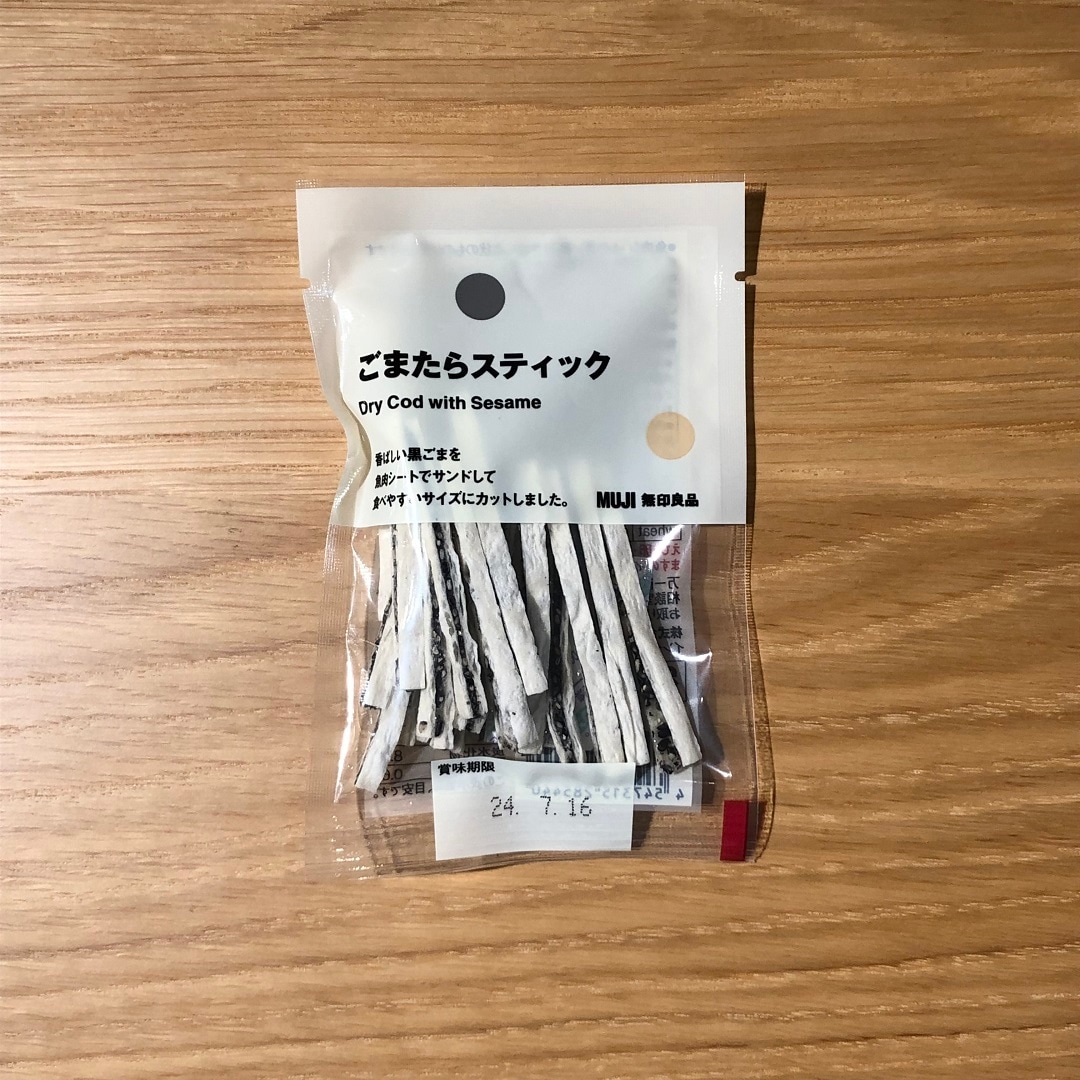 ごまたらスティック
Dry Cod with Sesame
香ばしい黒ごまを
魚肉シートでサンドして
食べやすいサイズにカットしました。
MUJI 無印良品
賞味期限
24. 7.16